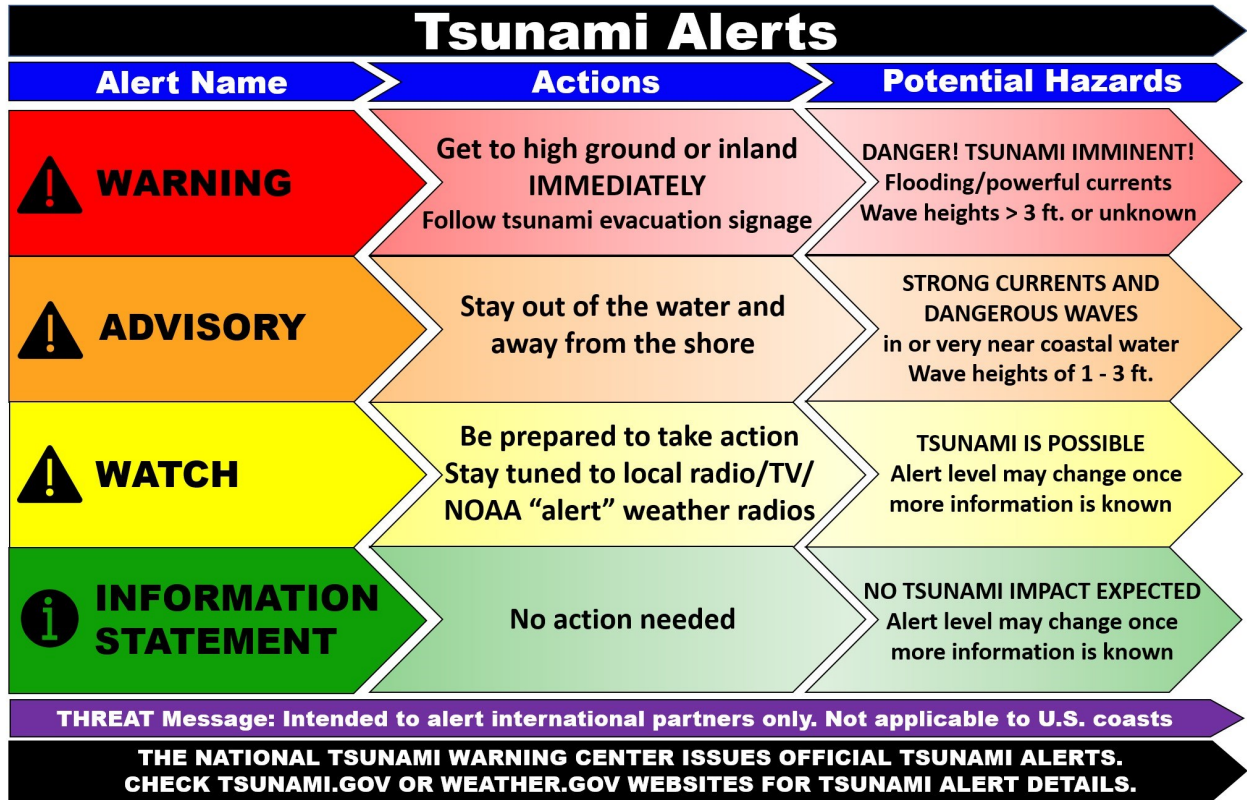 Tsunami Alerts
Alert Name
Actions
Potential Hazards
WARNING
Get to high ground or inland
IMMEDIATELY
Follow tsunami evacuation signage
DANGER! TSUNAMI IMMINENT!
Flooding/powerful currents
Wave heights > 3 ft. or unknown
ADVISORY
Stay out of the water and
away from the shore
STRONG CURRENTS AND
DANGEROUS WAVES
in or very near coastal water
Wave heights of 1 - 3 ft.
WATCH
Be prepared to take action
Stay tuned to local radio/TV/
NOAA “alert” weather radios
TSUNAMI IS POSSIBLE
Alert level may change once
more information is known
INFORMATION
STATEMENT
No action needed
NO TSUNAMI IMPACT EXPECTED
Alert level may change once
more information is known
THREAT Message: Intended to alert international partners only. Not applicable to U.S. coasts
THE NATIONAL TSUNAMI WARNING CENTER ISSUES OFFICIAL TSUNAMI ALERTS.
CHECK TSUNAMI.GOV OR WEATHER.GOV WEBSITES FOR TSUNAMI ALERT DETAILS.